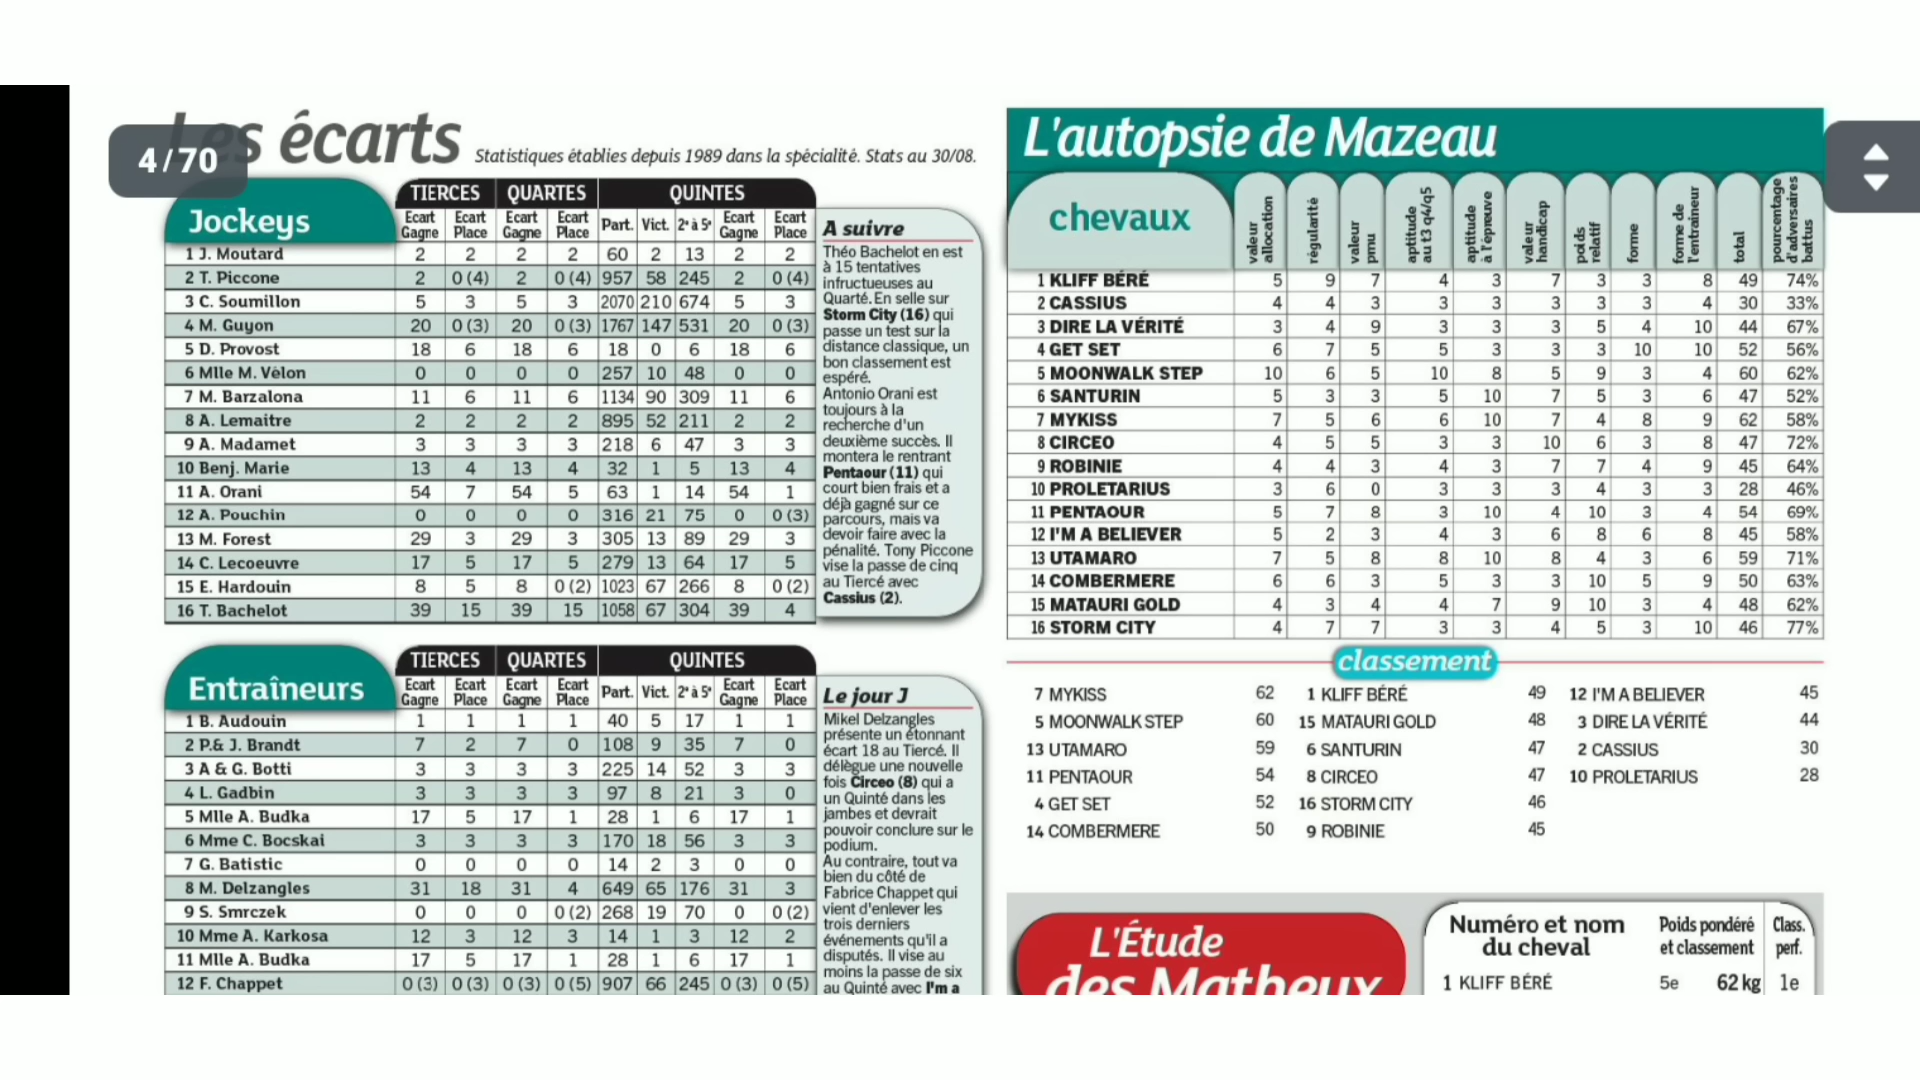 4/70
Les écarts
Statistiques établies depuis 1989 dans la spécialité. Stats au 30/08.
Jockeys
TIERCES QUARTES QUINTES
Ecart Gagne Ecart Place Ecart Gagne Ecart Place Part. Vict. 2ᵉ à 5ᵉ Ecart Gagne Ecart Place
1 J. Moutard 2 2 2 2 60 2 13 2 2
2 T. Piccone 2 0 (4) 2 0 (4) 957 58 245 2 0 (4)
3 C. Soumillon 5 3 5 3 2070 210 674 5 3
4 M. Guyon 20 0 (3) 20 0 (3) 1767 147 531 20 0 (3)
5 D. Provost 18 6 18 6 18 0 6 18 6
6 Mlle M. Vélon 0 0 0 0 257 10 48 0 0
7 M. Barzalona 11 6 11 6 1134 90 309 11 6
8 A. Lemaitre 2 2 2 2 895 52 211 2 2
9 A. Madamet 3 3 3 3 218 6 47 3 3
10 Benj. Marie 13 4 13 4 32 1 5 13 4
11 A. Orani 54 7 54 5 63 1 14 54 1
12 A. Pouchin 0 0 0 0 316 21 75 0 0 (3)
13 M. Forest 29 3 29 3 305 13 89 29 3
14 C. Lecoeuvre 17 5 17 5 279 13 64 17 5
15 E. Hardouin 8 5 8 0 (2) 1023 67 266 8 0 (2)
16 T. Bachelot 39 15 39 15 1058 67 304 39 4
A suivre
Théo Bachelot en est
à 15 tentatives
infructueuses au
Quarté. En selle sur
Storm City (16) qui
passe un test sur la
distance classique, un
bon classement est
espéré.
Antonio Orani est
toujours à la
recherche d'un
deuxième succès. Il
montera le rentrant
Pentaour (11) qui
court bien frais et a
déjà gagné sur ce
parcours, mais va
devoir faire avec la
pénalité. Tony Piccone
vise la passe de cinq
au Tiercé avec
Cassius (2).
Entraîneurs
TIERCES QUARTES QUINTES
Ecart Gagne Ecart Place Ecart Gagne Ecart Place Part. Vict. 2ᵉ à 5ᵉ Ecart Gagne Ecart Place
1 B. Audouin 1 1 1 1 40 5 17 1 1
2 P.& J. Brandt 7 2 7 0 108 9 35 7 0
3 A & G. Botti 3 3 3 3 225 14 52 3 3
4 L. Gadbin 3 3 3 3 97 8 21 3 0
5 Mlle A. Budka 17 5 17 1 28 1 6 17 1
6 Mme C. Bocskai 3 3 3 3 170 18 56 3 3
7 G. Batistic 0 0 0 0 14 2 3 0 0
8 M. Delzangles 31 18 31 4 649 65 176 31 3
9 S. Smrczek 0 0 0 0 (2) 268 19 70 0 0 (2)
10 Mme A. Karkosa 12 3 12 3 14 1 3 12 2
11 Mlle A. Budka 17 5 17 1 28 1 6 17 1
12 F. Chappet 0 (3) 0 (3) 0 (3) 0 (5) 907 66 245 0 (3) 0 (5)
Le jour J
Mikel Delzangles
présente un étonnant
écart 18 au Tiercé. Il
délègue une nouvelle
fois Circeo (8) qui a
un Quinté dans les
jambes et devrait
pouvoir conclure sur le
podium.
Au contraire, tout va
bien du côté de
Fabrice Chappet qui
vient d'enlever les
trois derniers
événements qu'il a
disputés. Il vise au
moins la passe de six
au Quinté avec I'm a
L'autopsie de Mazeau
chevaux valeur allocation régularité valeur pmu aptitude au t3 q4/q5 aptitude à l'épreuve valeur handicap poids relatif forme forme de l'entraîneur total pourcentage d'adversaires battus
1 KLIFF BÉRÉ 5 9 7 4 3 7 3 3 8 49 74%
2 CASSIUS 4 4 3 3 3 3 3 3 4 30 33%
3 DIRE LA VÉRITÉ 3 4 9 3 3 3 5 4 10 44 67%
4 GET SET 6 7 5 5 3 3 3 10 10 52 56%
5 MOONWALK STEP 10 6 5 10 8 5 9 3 4 60 62%
6 SANTURIN 5 3 3 5 10 7 5 3 6 47 52%
7 MYKISS 7 5 6 6 10 7 4 8 9 62 58%
8 CIRCEO 4 5 5 3 3 10 6 3 8 47 72%
9 ROBINIE 4 4 3 4 3 7 7 4 9 45 64%
10 PROLETARIUS 3 6 0 3 3 3 4 3 3 28 46%
11 PENTAOUR 5 7 8 3 10 4 10 3 4 54 69%
12 I'M A BELIEVER 5 2 3 4 3 6 8 6 8 45 58%
13 UTAMARO 7 5 8 8 10 8 4 3 6 59 71%
14 COMBERMERE 6 6 3 5 3 3 10 5 9 50 63%
15 MATAURI GOLD 4 3 4 4 7 9 10 3 4 48 62%
16 STORM CITY 4 7 7 3 3 4 5 3 10 46 77%
classement
7 MYKISS 62 1 KLIFF BÉRÉ 49 12 I'M A BELIEVER 45
5 MOONWALK STEP 60 15 MATAURI GOLD 48 3 DIRE LA VÉRITÉ 44
13 UTAMARO 59 6 SANTURIN 47 2 CASSIUS 30
11 PENTAOUR 54 8 CIRCEO 47 10 PROLETARIUS 28
4 GET SET 52 16 STORM CITY 46
14 COMBERMERE 50 9 ROBINIE 45
L'Étude
des Matheux
Numéro et nom du cheval Poids pondéré et classement Class. perf.
1 KLIFF BÉRÉ 5e 62 kg 1e